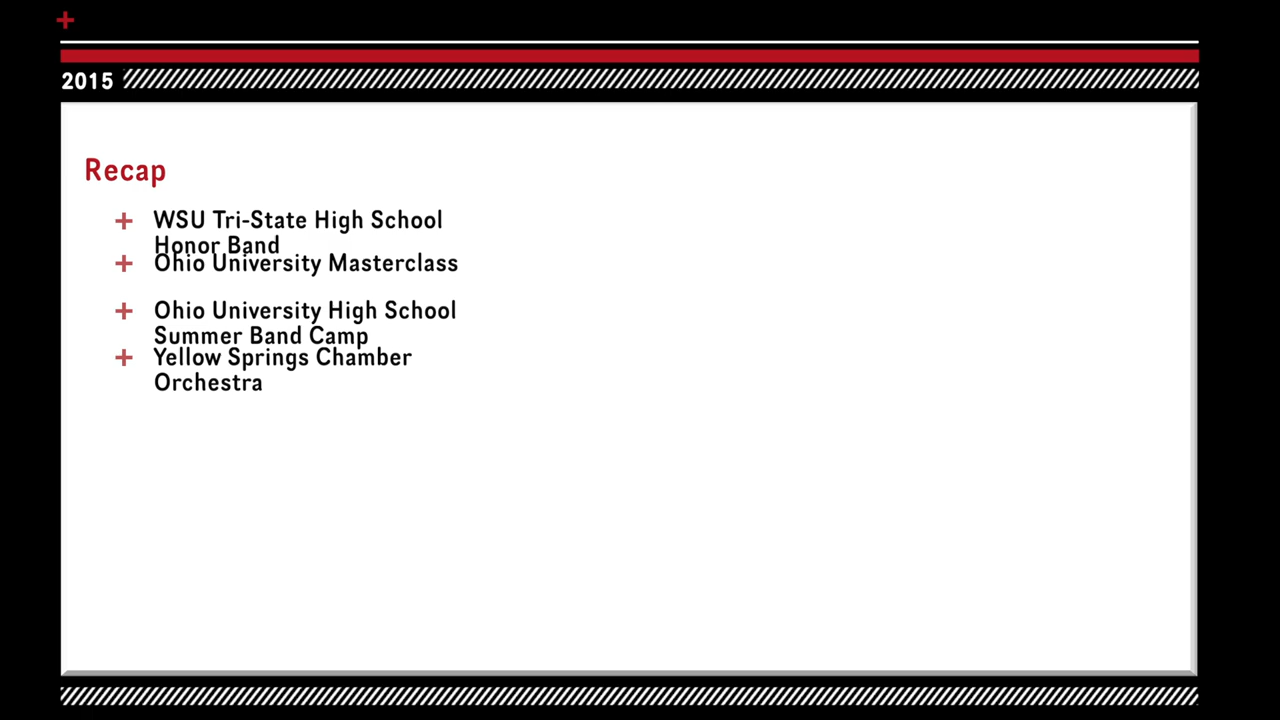 2015
Recap
+ WSU Tri-State High School
Honor Band
+ Ohio University Masterclass
+ Ohio University High School
Summer Band Camp
+ Yellow Springs Chamber
Orchestra